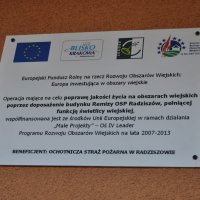 BLISKO
KRAKOWA
Europejski Fundusz Rolny na rzecz Rozwoju Obszarów Wiejskich:
Europa inwestująca w obszary wiejskie
Operacja mająca na celu poprawę jakości życia na obszarach wiejskich
poprzez doposażenie budynku Remizy OSP Radziszów, pełniącej
funkcję świetlicy wiejskiej,
współfinansowana jest ze środków Unii Europejskiej w ramach działania
„Małe Projekty” – Oś IV Leader
Programu Rozwoju Obszarów Wiejskich na lata 2007-2013
BENEFICJENT: OCHOTNICZA STRAŻ POŻARNA W RADZISZOWIE